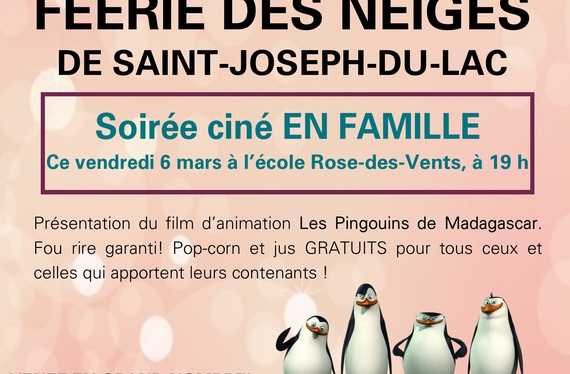 FÉERIE DES NEIGES
DE SAINT-JOSEPH-DU-LAC
Soirée ciné EN FAMILLE
Ce vendredi 6 mars à l'école Rose-des-Vents, à 19 h
Présentation du film d'animation Les Pingouins de Madagascar.
Fou rire garanti! Pop-corn et jus GRATUITS pour tous ceux et
celles qui apportent leurs contenants !